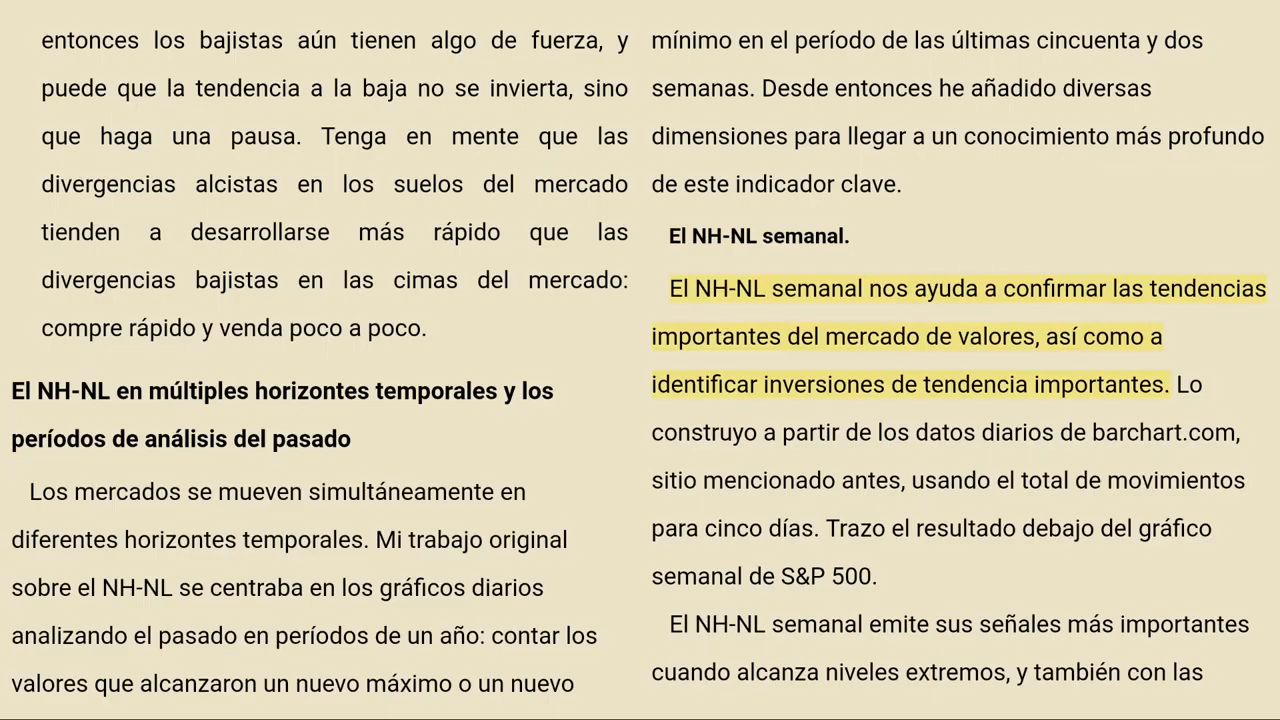 entonces los bajistas aún tienen algo de fuerza, y
puede que la tendencia a la baja no se invierta, sino
que haga una pausa. Tenga en mente que las
divergencias alcistas en los suelos del mercado
tienden a desarrollarse más rápido que las
divergencias bajistas en las cimas del mercado:
compre rápido y venda poco a poco.
El NH-NL en múltiples horizontes temporales y los
períodos de análisis del pasado
Los mercados se mueven simultáneamente en
diferentes horizontes temporales. Mi trabajo original
sobre el NH-NL se centraba en los gráficos diarios
analizando el pasado en períodos de un año: contar los
valores que alcanzaron un nuevo máximo o un nuevo
mínimo en el período de las últimas cincuenta y dos
semanas. Desde entonces he añadido diversas
dimensiones para llegar a un conocimiento más profundo
de este indicador clave.
El NH-NL semanal.
El NH-NL semanal nos ayuda a confirmar las tendencias
importantes del mercado de valores, así como a
identificar inversiones de tendencia importantes. Lo
construyo a partir de los datos diarios de barchart.com,
sitio mencionado antes, usando el total de movimientos
para cinco días. Trazo el resultado debajo del gráfico
semanal de S&P 500.
El NH-NL semanal emite sus señales más importantes
cuando alcanza niveles extremos, y también con las